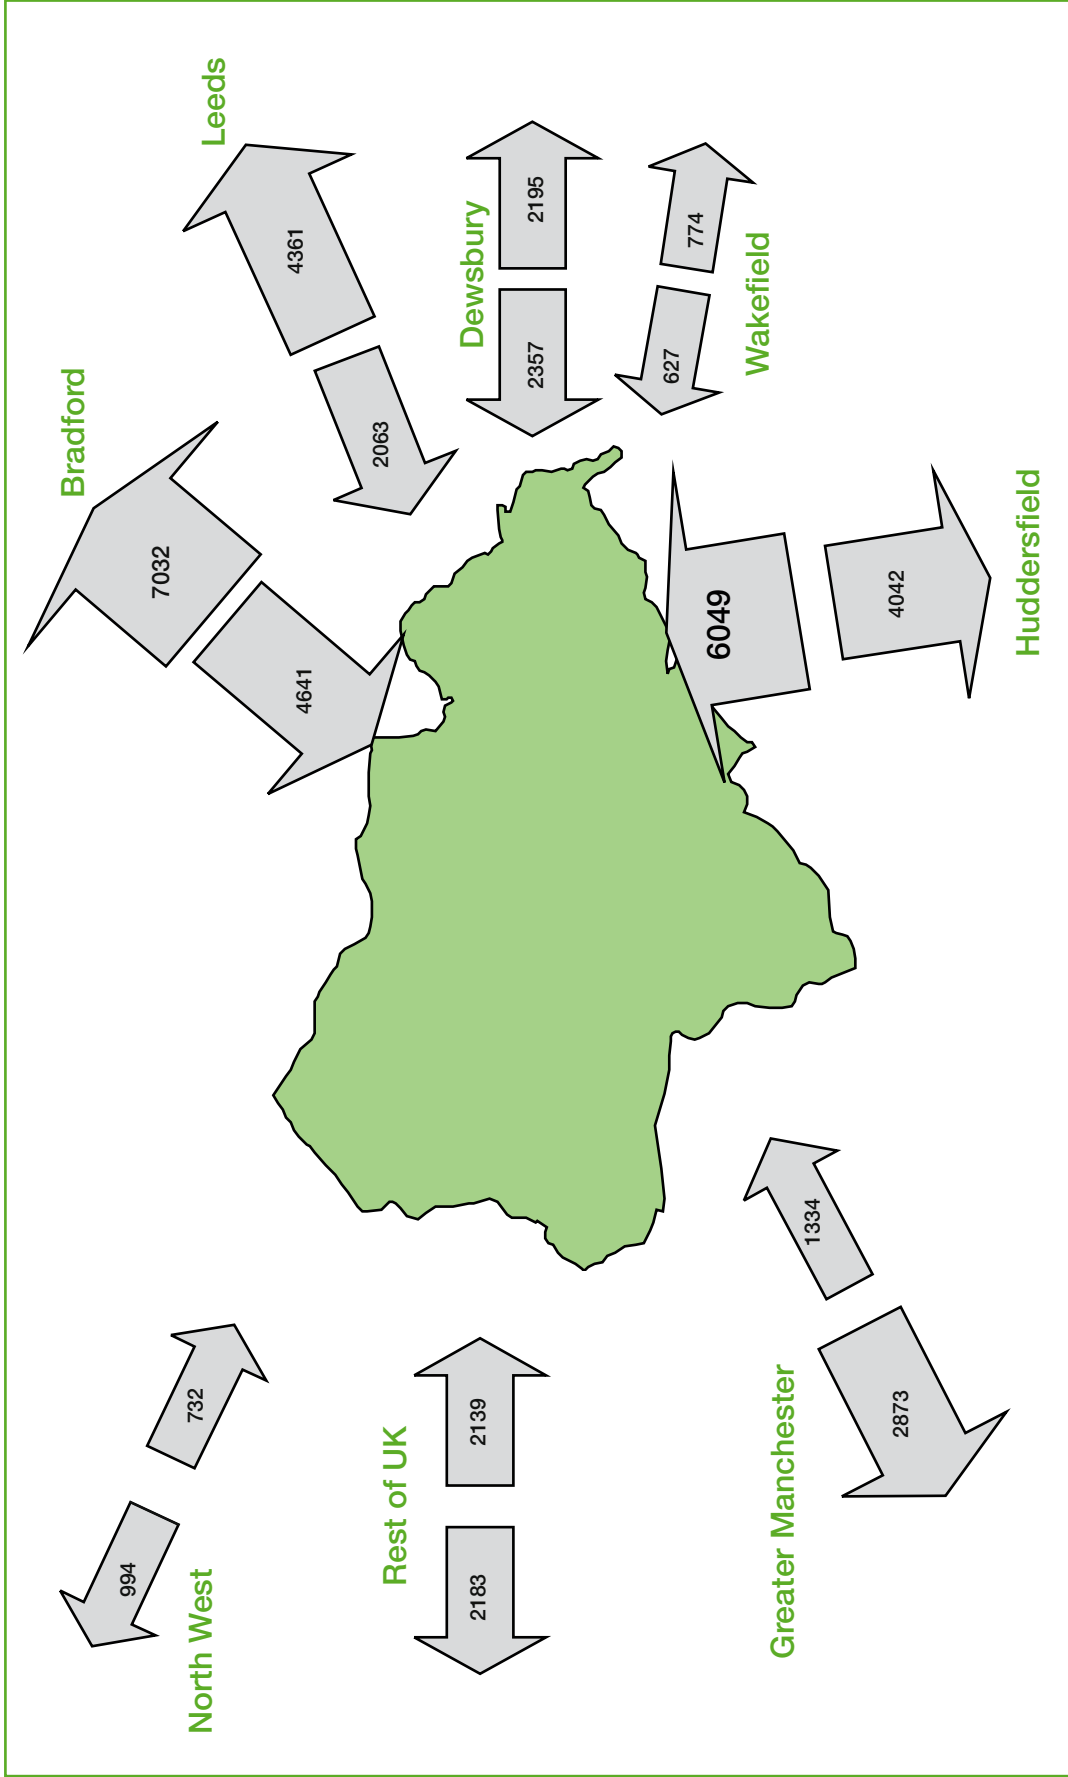 Bradford
994
7032
732
North West
Leeds
4361
4641
2063
Rest of UK
Dewsbury
2183
2139
2357
2195
627
774
6049
Wakefield
Greater Manchester
1334
4042
2873
Huddersfield